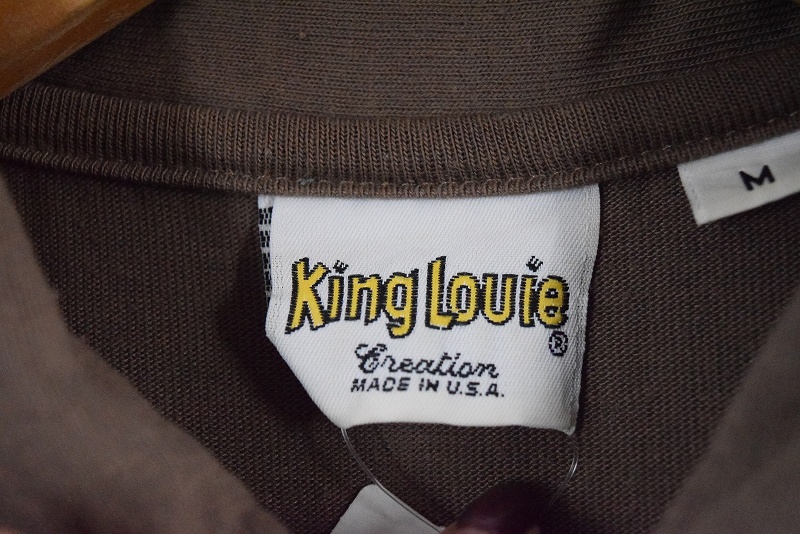 King Louie
®
Creation
MADE IN U.S.A.
M